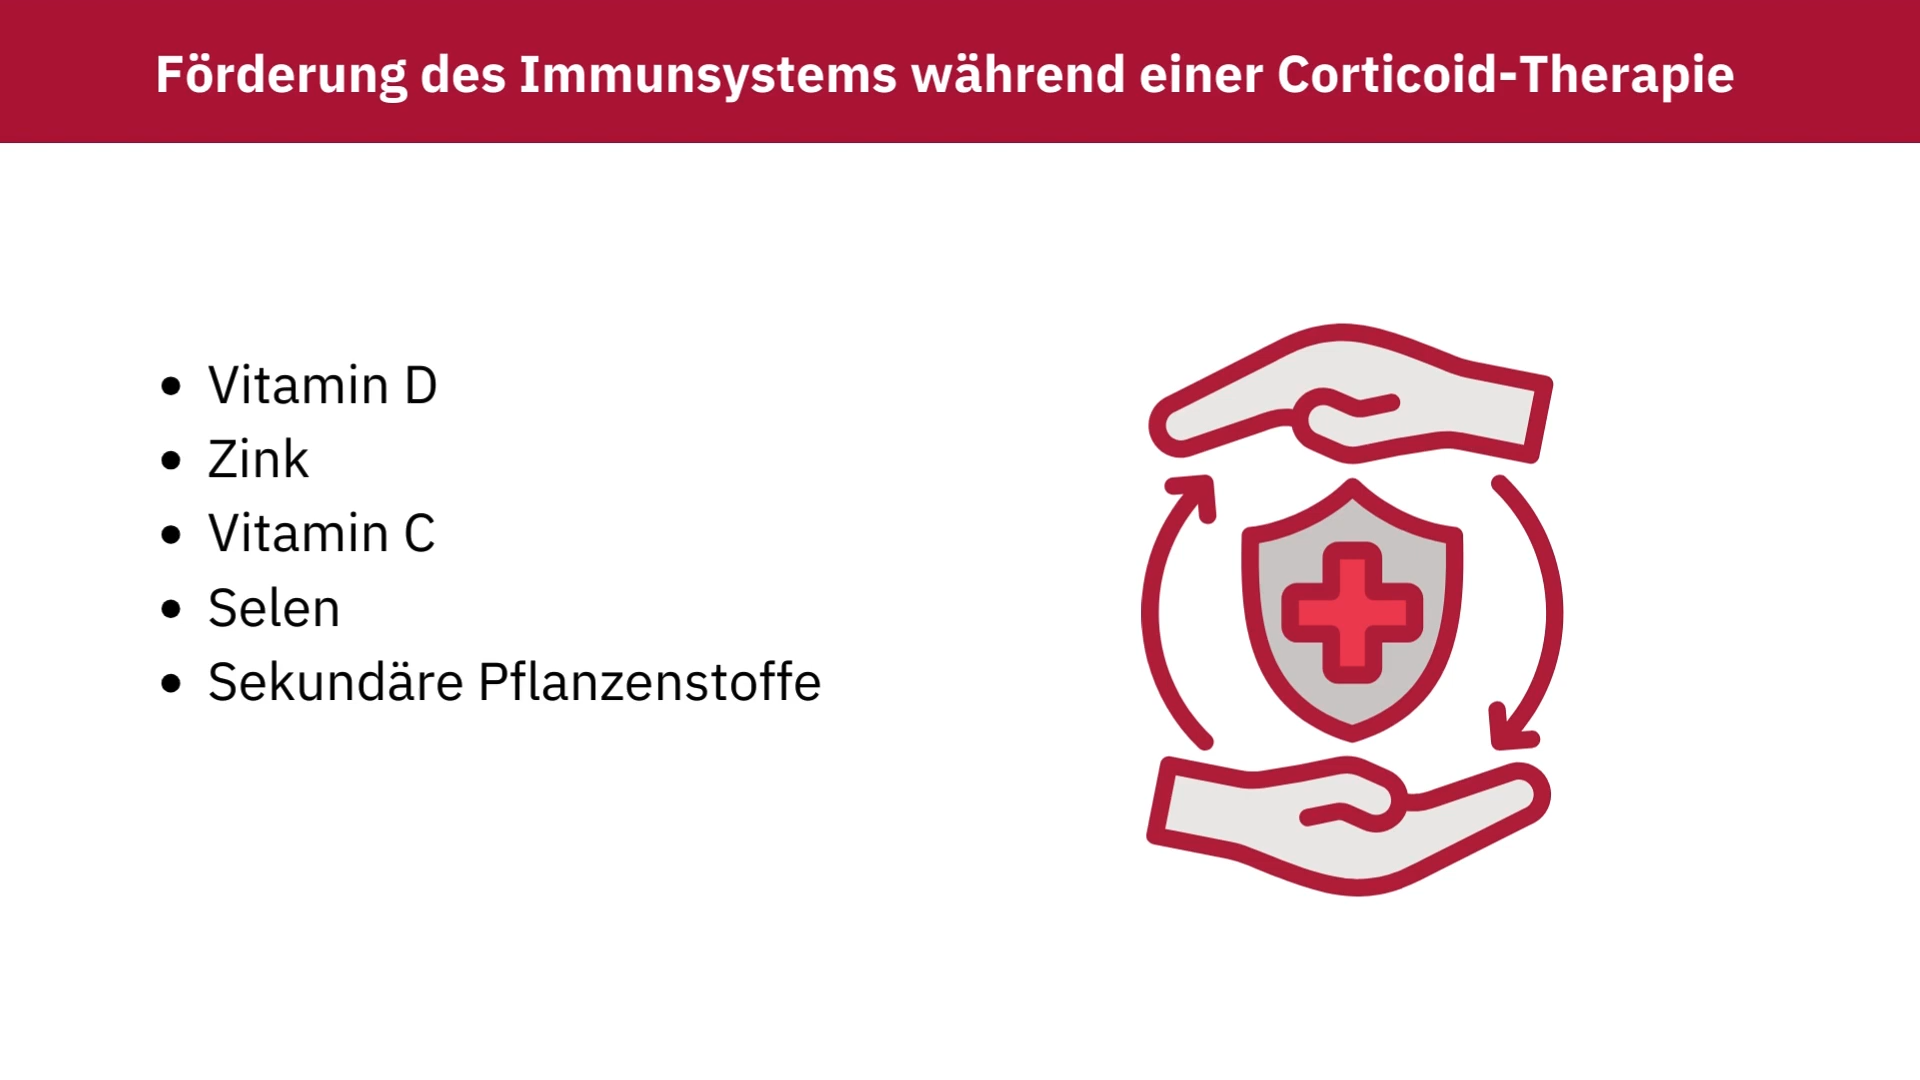 Förderung des Immunsystems während einer Corticoid-Therapie
• Vitamin D
• Zink
• Vitamin C
• Selen
• Sekundäre Pflanzenstoffe